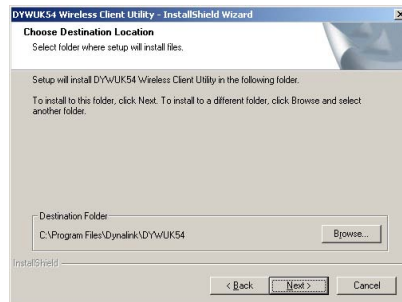 DYWUK54 Wireless Client Utility - InstallShield Wizard
Choose Destination Location
Select folder where setup will install files.
Setup will install DYWUK54 Wireless Client Utility in the following folder.
To install to this folder, click Next. To install to a different folder, click Browse and select
another folder.
Destination Folder
C:\Program Files\Dynalink\DYWUK54
Browse...
InstallShield
< Back
Next >
Cancel